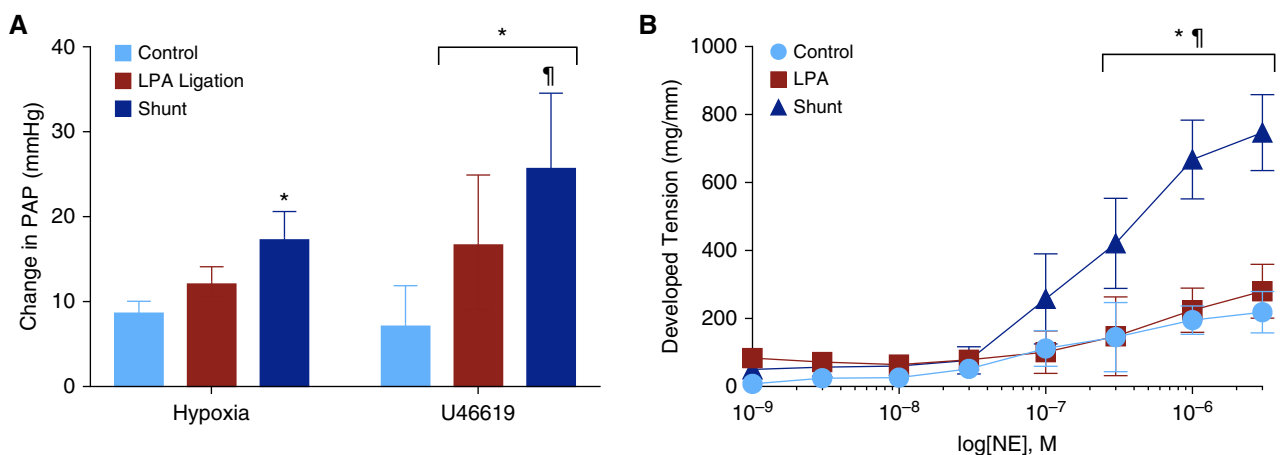 A
Change in PAP (mmHg)
40
30
20
10
0
Control
LPA Ligation
Shunt
*
*
¶
Hypoxia
U46619
B
Developed Tension (mg/mm)
1000
800
600
400
200
0
Control
LPA
Shunt
* ¶
10⁻⁹
10⁻⁸
10⁻⁷
10⁻⁶
log[NE], M